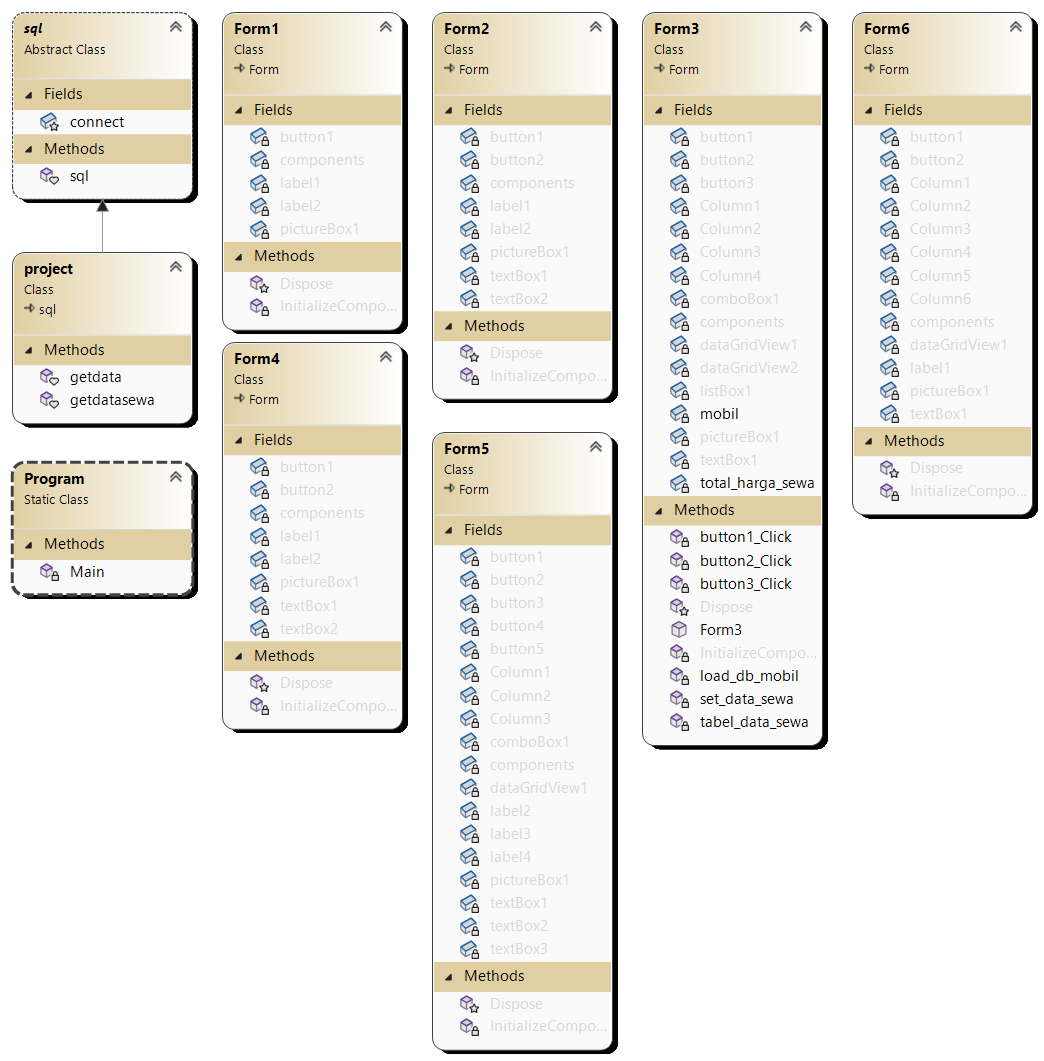 sql
Abstract Class
Fields
connect
Methods
sql
project
Class
sql
Methods
getdata
getdatasewa
Program
Static Class
Methods
Main
Form1
Class
Form
Fields
button1
components
label1
label2
pictureBox1
Methods
Dispose
InitializeCompo...
Form4
Class
Form
Fields
button1
button2
components
label1
label2
pictureBox1
textBox1
textBox2
Methods
Dispose
InitializeCompo...
Form2
Class
Form
Fields
button1
button2
components
label1
label2
pictureBox1
textBox1
textBox2
Methods
Dispose
InitializeCompo...
Form5
Class
Form
Fields
button1
button2
button3
button4
button5
Column1
Column2
Column3
comboBox1
components
dataGridView1
label2
label3
label4
pictureBox1
textBox1
textBox2
textBox3
Methods
Dispose
InitializeCompo...
Form3
Class
Form
Fields
button1
button2
button3
Column1
Column2
Column3
Column4
comboBox1
components
dataGridView1
dataGridView2
listBox1
mobil
pictureBox1
textBox1
total_harga_sewa
Methods
button1_Click
button2_Click
button3_Click
Dispose
Form3
InitializeCompo...
load_db_mobil
set_data_sewa
tabel_data_sewa
Form6
Class
Form
Fields
button1
button2
Column1
Column2
Column3
Column4
Column5
Column6
components
dataGridView1
label1
pictureBox1
textBox1
Methods
Dispose
InitializeCompo...